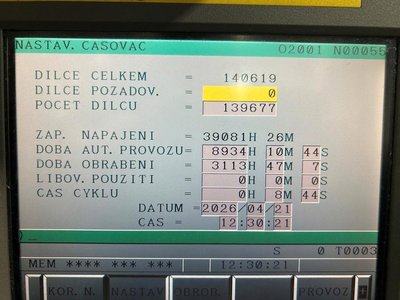 NASTAV. CASOVAC O2001 N00055
DILCE CELKEM = 140619
DILCE POZADOV. = 0
POCET DILCU = 139677
ZAP. NAPAJENI = 39081H 26M
DOBA AUT. PROVOZU= 8934H 10M 44S
DOBA OBRABENI = 3113H 47M 7S
LIBOV. POUZITI = 0H 0M 0S
CAS CYKLU = 0H 8M 44S
DATUM =2026/04/21
CAS = 12:30:21
>_
S 0 T0003
MEM **** *** *** 12:30:21
KOR. N. NASTAV OBROB. PROVOZ +